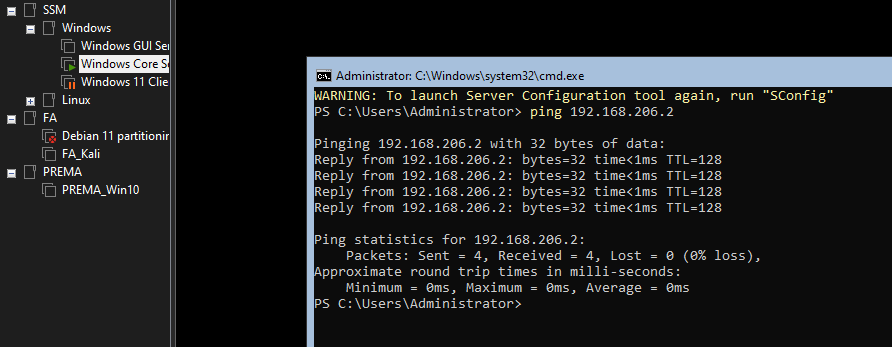 SSM
Windows
Windows GUI Ser
Windows Core Se
Windows 11 Clie
Linux
FA
Debian 11 partitionin
FA_Kali
PREMA
PREMA_Win10
Administrator: C:\Windows\system32\cmd.exe
WARNING: To launch Server Configuration tool again, run "SConfig"
PS C:\Users\Administrator> ping 192.168.206.2
Pinging 192.168.206.2 with 32 bytes of data:
Reply from 192.168.206.2: bytes=32 time<1ms TTL=128
Reply from 192.168.206.2: bytes=32 time<1ms TTL=128
Reply from 192.168.206.2: bytes=32 time<1ms TTL=128
Reply from 192.168.206.2: bytes=32 time<1ms TTL=128
Ping statistics for 192.168.206.2:
Packets: Sent = 4, Received = 4, Lost = 0 (0% loss),
Approximate round trip times in milli-seconds:
Minimum = 0ms, Maximum = 0ms, Average = 0ms
PS C:\Users\Administrator>